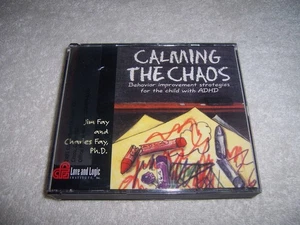 CALMING
THE CHAOS
Behavior improvement strategies
for the child with ADHD
Jim Fay
and
Charles Fay,
Ph.D.
Love and Logic